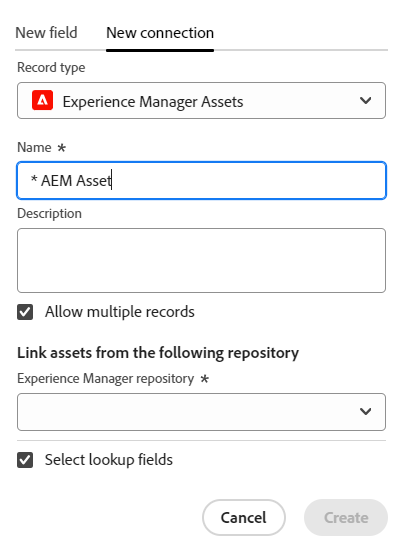 New field New connection
Record type
Experience Manager Assets
Name *
* AEM Asset
Description
Allow multiple records
Link assets from the following repository
Experience Manager repository *
Select lookup fields
Cancel Create